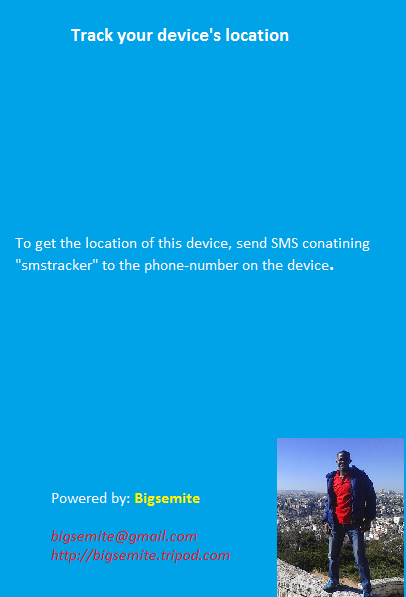 Track your device's location
To get the location of this device, send SMS conatining
"smstracker" to the phone-number on the device.
Powered by: Bigsemite
bigsemite@gmail.com
http://bigsemite.tripod.com